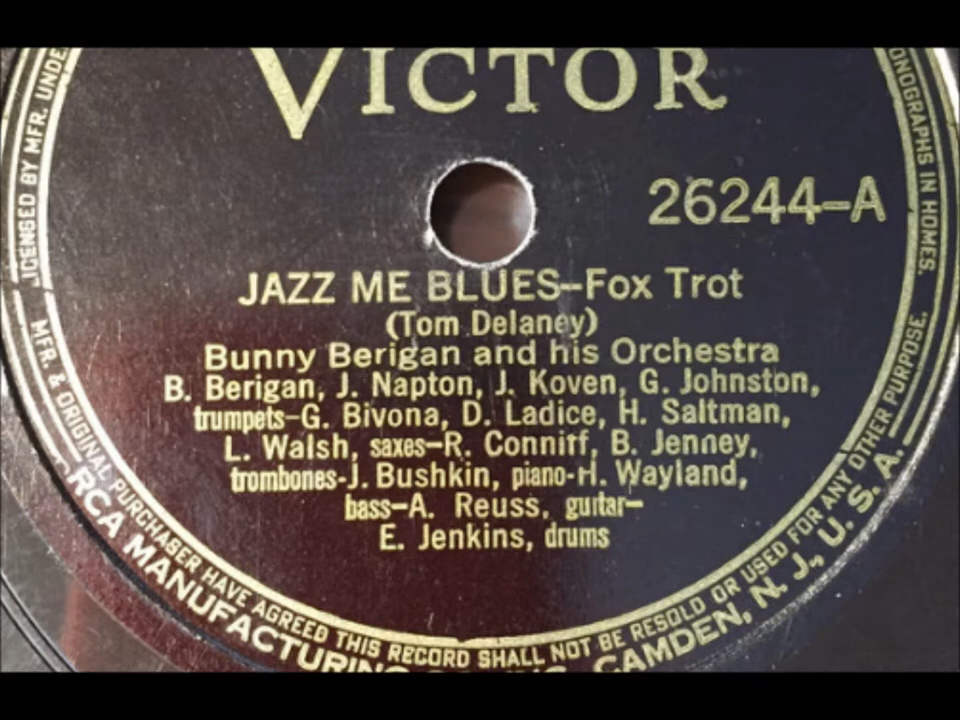 VICTOR
26244-A
JAZZ ME BLUES-Fox Trot
(Tom Delaney)
Bunny Berigan and his Orchestra
B. Berigan, J. Napton, J. Koven, G. Johnston,
trumpets-G. Bivona, D. Ladice, H. Saltman,
L. Walsh, saxes-R. Conniff, B. Jenney,
trombones-J. Bushkin, piano-H. Wayland,
bass-A. Reuss, guitar-
E. Jenkins, drums
LICENSED BY MFR. UNDE
ONOGRAPHS IN HOMES.
MFR. & ORIGINAL PURCHASER HAVE AGREED THIS RECORD SHALL NOT BE RESOLD OR USED FOR ANY OTHER PURPOSE.
RCA MANUFACTURING CAMDEN, N. J., U. S. A.